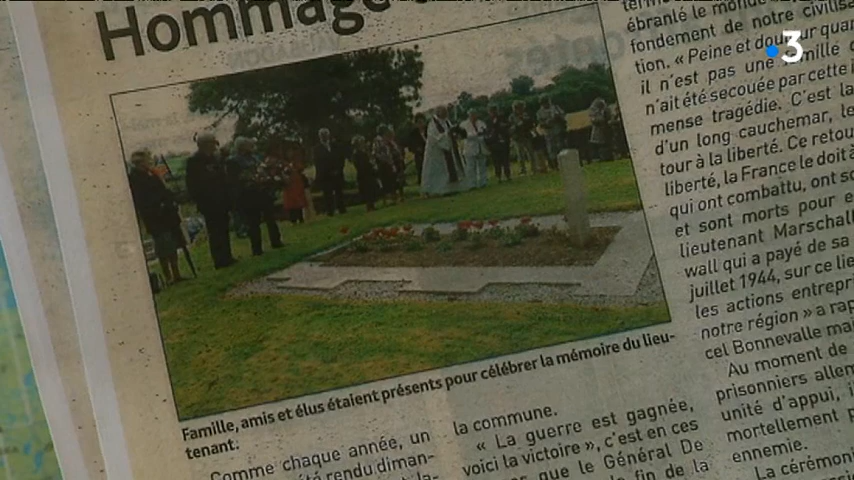 Hommage
Famille, amis et élus étaient présents pour célébrer la mémoire du lieu-
tenant.
Comme chaque année, un
été rendu diman-
la commune.
« La guerre est gagnée,
voici la victoire », c'est en ces
que le Général De
fin de la
ébranlé le monde
fondement de notre civilisa
tion. « Peine et douleur quan
il n'est pas une famille
n'ait été secouée par cette i
mense tragédie. C'est la
d'un long cauchemar, le
tour à la liberté. Ce retou
liberté, la France le doit à
qui ont combattu, ont so
et sont morts pour e
lieutenant Marschall
wall qui a payé de sa
juillet 1944, sur ce lie
les actions entrepri
notre région » a rap
cel Bonnevalle mai
Au moment de
prisonniers allem
unité d'appui, i
mortellement p
ennemie.
La cérémoni
3